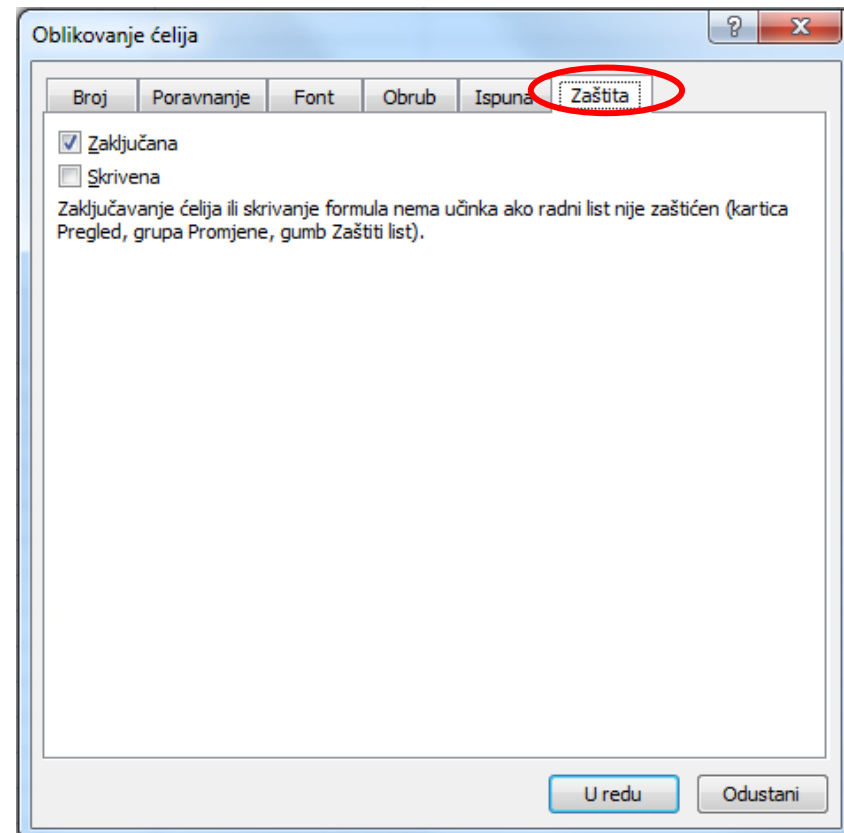 Oblikovanje ćelija
Broj Poravnanje Font Obrub Ispuna Zaštita
Zaključana
Skrivena
Zaključavanje ćelija ili skrivanje formula nema učinka ako radni list nije zaštićen (kartica
Pregled, grupa Promjene, gumb Zaštiti list).
U redu Odustani